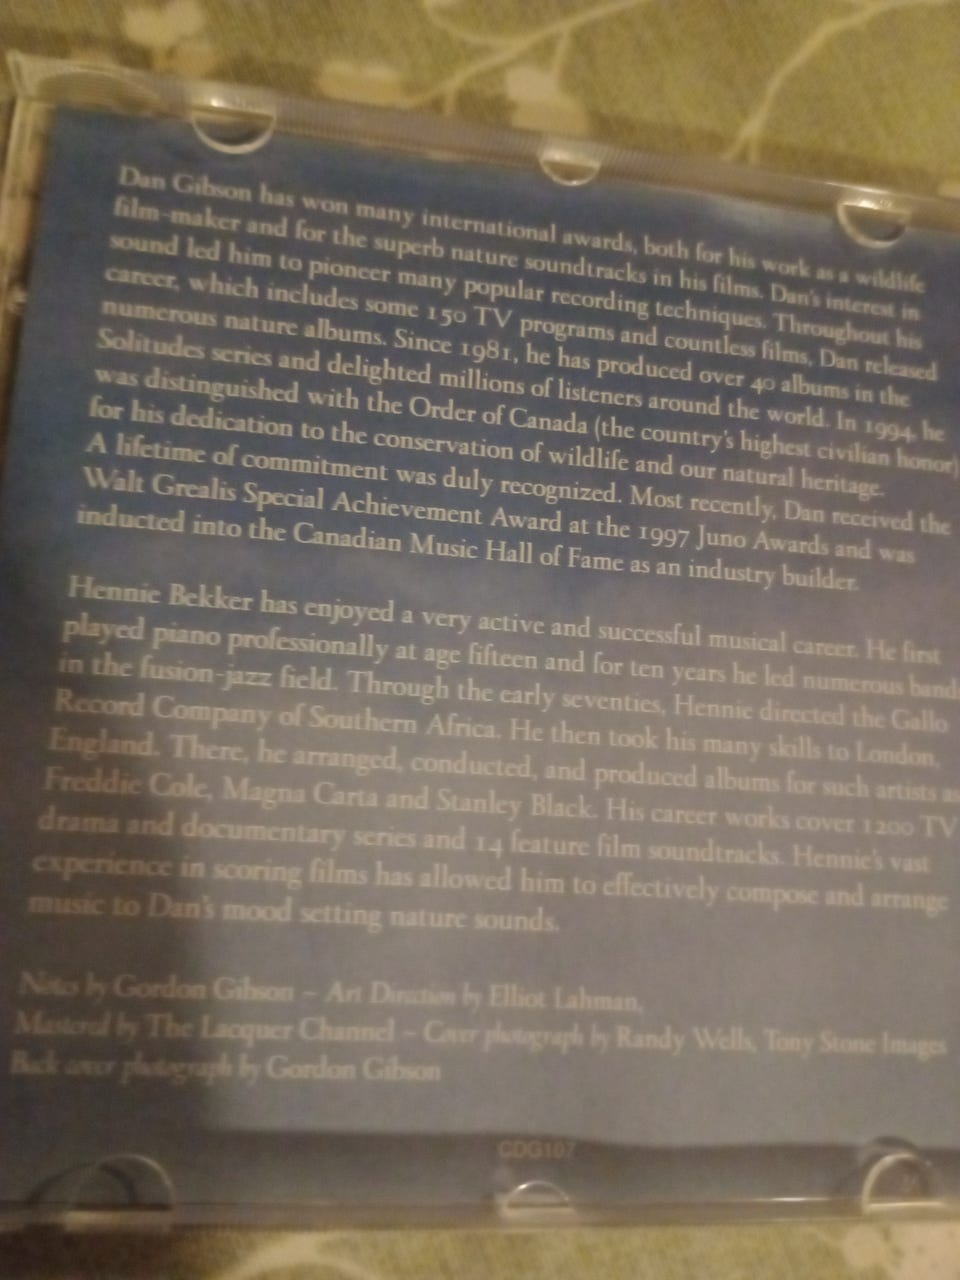 Dan Gibson has won many international awards, both for his work as a wildlife
film-maker and for the superb nature soundtracks in his films. Dan's interest in
sound led him to pioneer many popular recording techniques. Throughout his
career, which includes some 150 TV programs and countless films, Dan released
numerous nature albums. Since 1981, he has produced over 40 albums in the
Solitudes series and delighted millions of listeners around the world. In 1994, he
was distinguished with the Order of Canada (the country's highest civilian honor)
for his dedication to the conservation of wildlife and our natural heritage.
A lifetime of commitment was duly recognized. Most recently, Dan received the
Walt Grealis Special Achievement Award at the 1997 Juno Awards and was
inducted into the Canadian Music Hall of Fame as an industry builder.
Hennie Bekker has enjoyed a very active and successful musical career. He first
played piano professionally at age fifteen and for ten years he led numerous band
in the fusion-jazz field. Through the early seventies, Hennie directed the Gallo
Record Company of Southern Africa. He then took his many skills to London,
England. There, he arranged, conducted, and produced albums for such artists as
Freddie Cole, Magna Carta and Stanley Black. His career works cover 1200 TV
drama and documentary series and 14 feature film soundtracks. Hennie's vast
experience in scoring films has allowed him to effectively compose and arrange
music to Dan's mood setting nature sounds.
Notes by Gordon Gibson – Art Direction by Elliot Lahman,
Mastered by The Lacquer Channel – Cover photograph by Randy Wells, Tony Stone Images
Back cover photograph by Gordon Gibson
CDG107